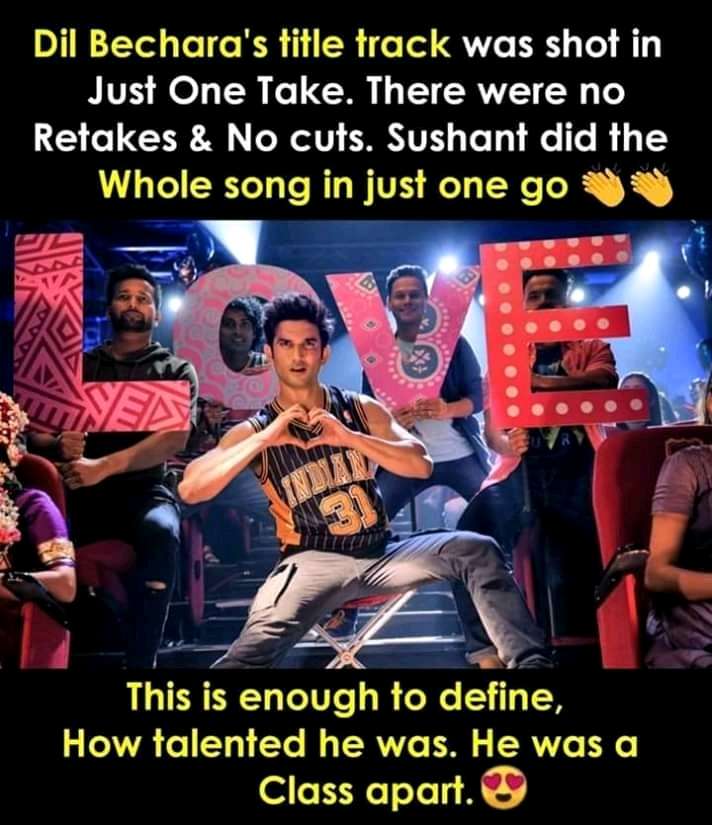 Dil Bechara's title track was shot in
Just One Take. There were no
Retakes & No cuts. Sushant did the
Whole song in just one go 👏👏
LOVE
INDIAN
31
This is enough to define,
How talented he was. He was a
Class apart.😍